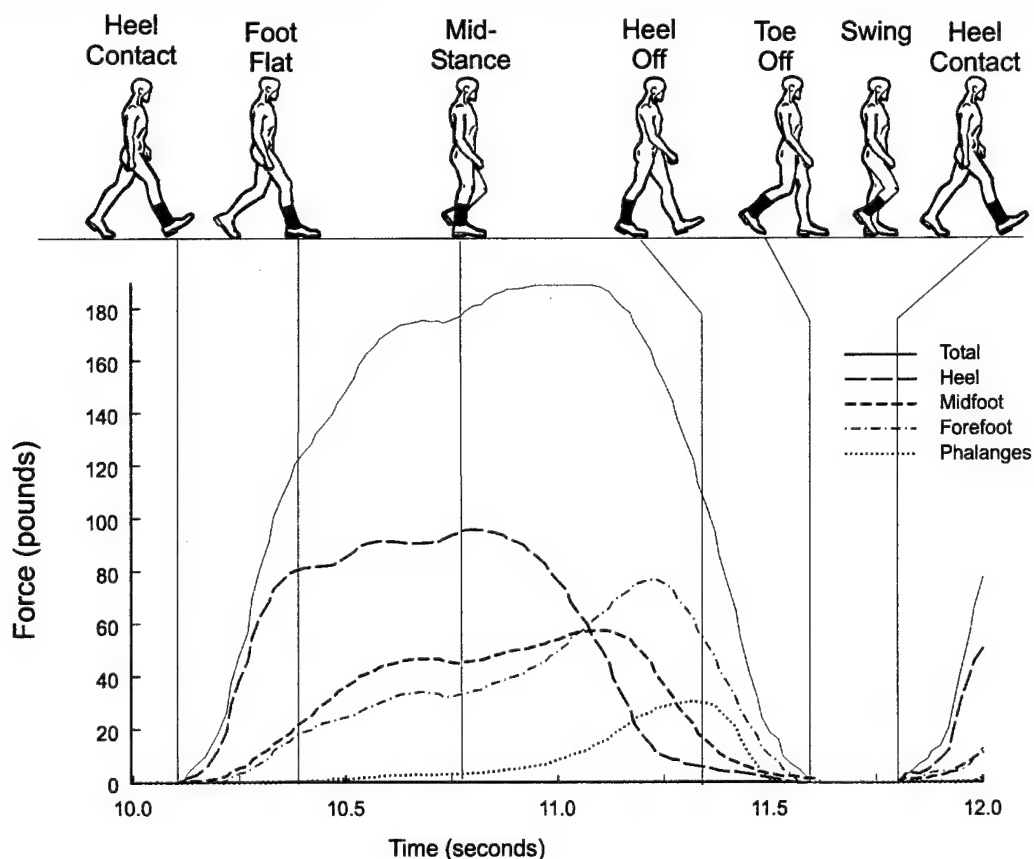 Heel Contact
Foot Flat
Mid-Stance
Heel Off
Toe Off
Swing
Heel Contact
180
160
140
120
100
80
60
40
20
0
Force (pounds)
Total
Heel
Midfoot
Forefoot
Phalanges
10.0
10.5
11.0
11.5
12.0
Time (seconds)